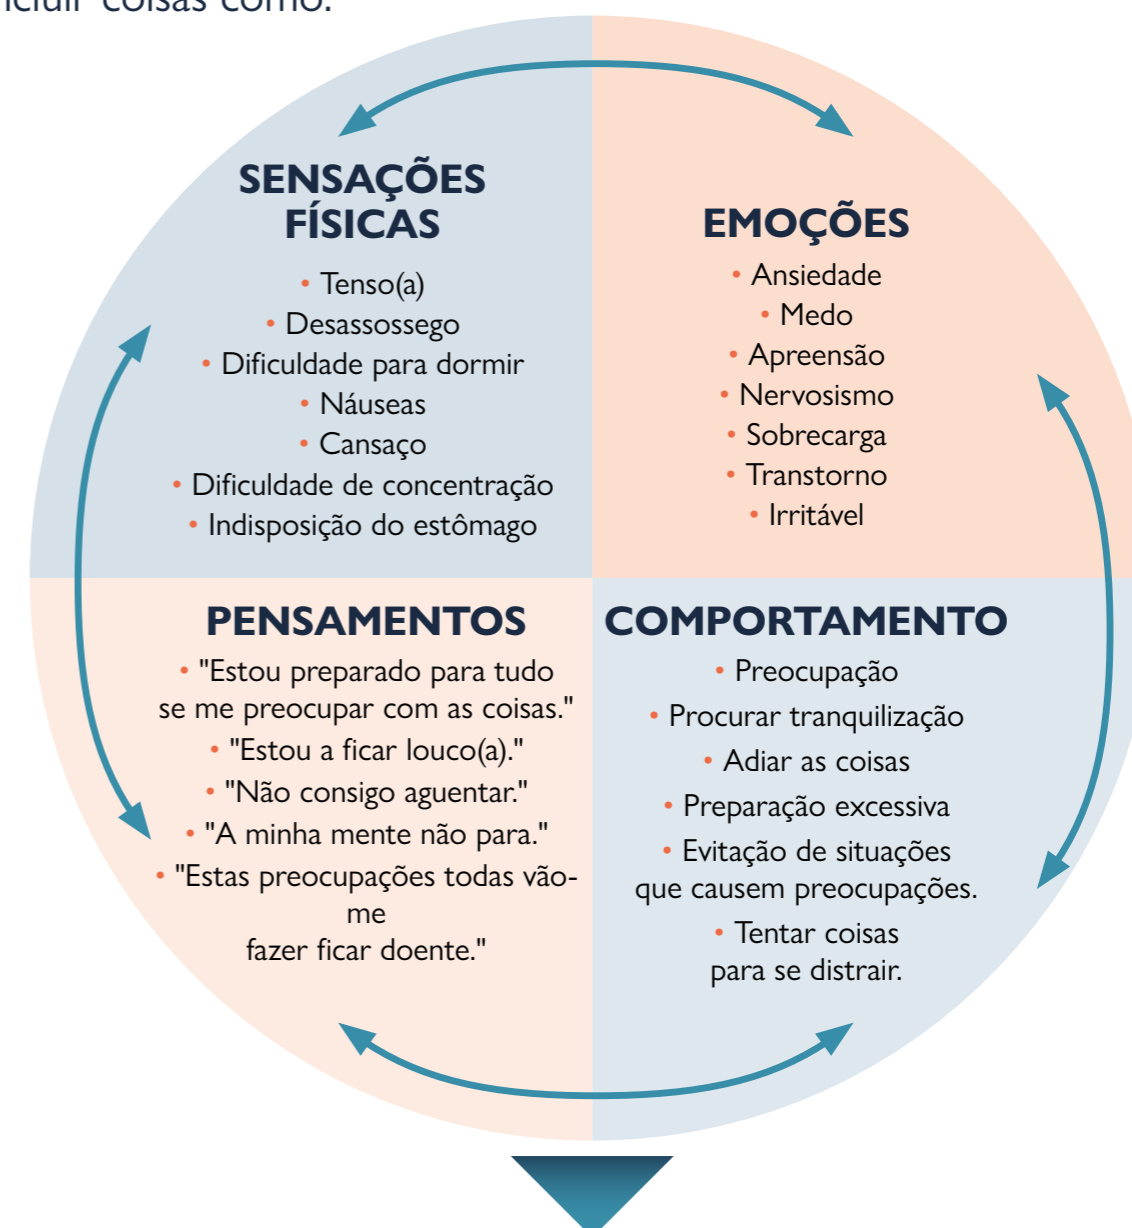 ncluir coisas como:
SENSAÇÕES
FÍSICAS
• Tenso(a)
• Desassossego
• Dificuldade para dormir
• Náuseas
• Cansaço
• Dificuldade de concentração
• Indisposição do estômago
EMOÇÕES
• Ansiedade
• Medo
• Apreensão
• Nervosismo
• Sobrecarga
• Transtorno
• Irritável
PENSAMENTOS
• "Estou preparado para tudo
se me preocupar com as coisas."
• "Estou a ficar louco(a)."
• "Não consigo aguentar."
• "A minha mente não para."
• "Estas preocupações todas vão-
me
fazer ficar doente."
COMPORTAMENTO
• Preocupação
• Procurar tranquilização
• Adiar as coisas
• Preparação excessiva
• Evitação de situações
que causem preocupações.
• Tentar coisas
para se distrair.